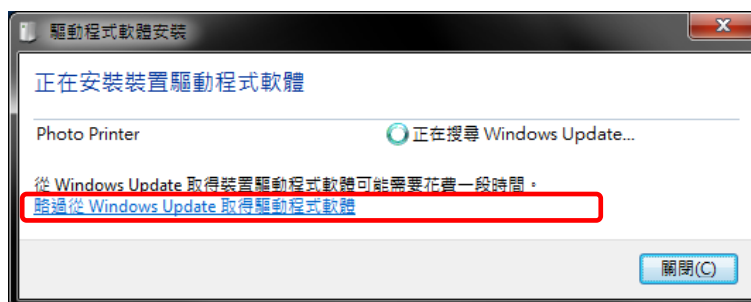 驅動程式軟體安裝
正在安裝裝置驅動程式軟體
Photo Printer 正在搜尋 Windows Update...
從 Windows Update 取得裝置驅動程式軟體可能需要花費一段時間。
略過從 Windows Update 取得驅動程式軟體
關閉(C)